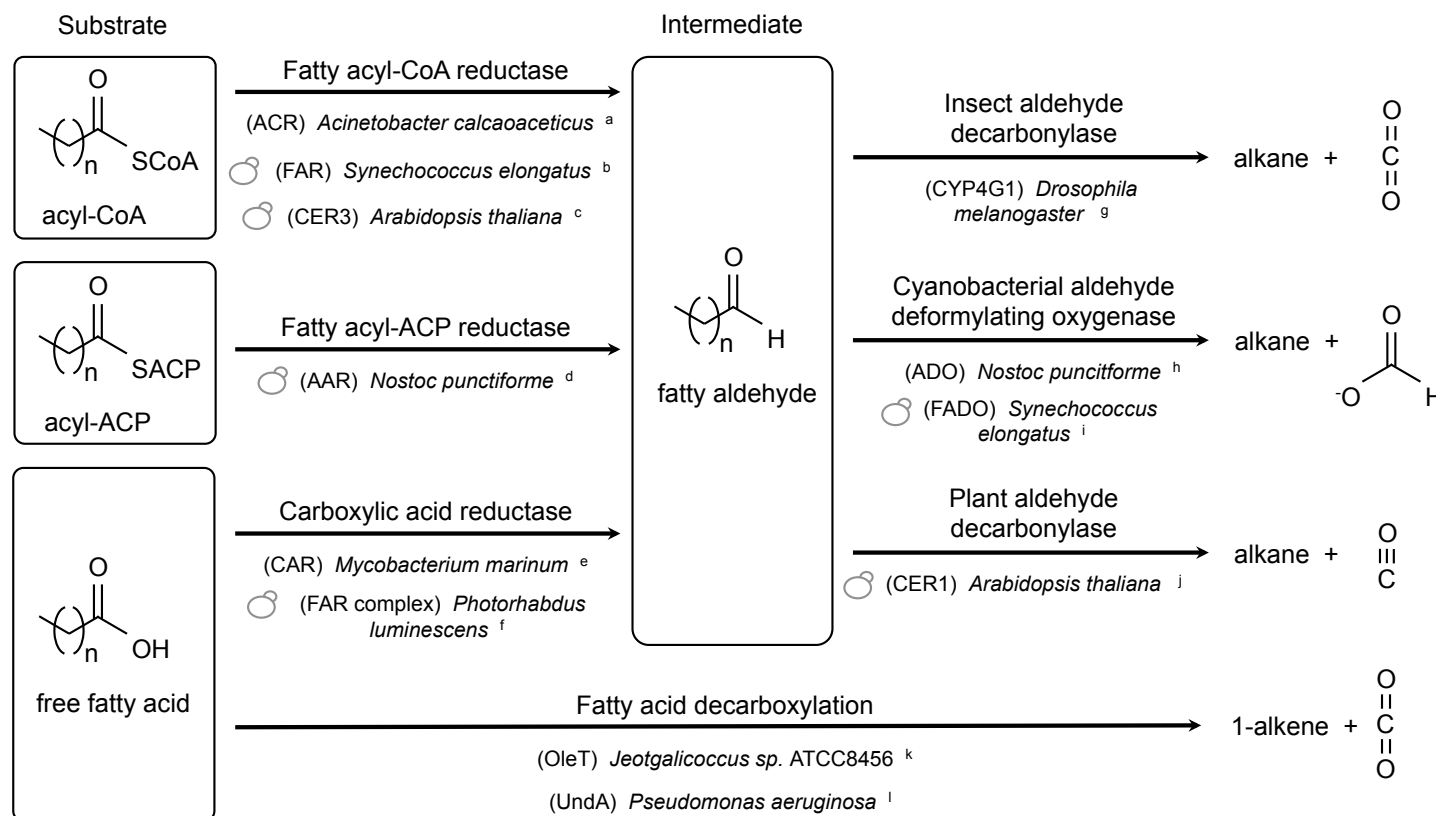 Substrate
Intermediate
O
SCoA
n
acyl-CoA
Fatty acyl-CoA reductase
(ACR) Acinetobacter calcaoaceticus a
(FAR) Synechococcus elongatus b
(CER3) Arabidopsis thaliana c
O
SACP
n
acyl-ACP
Fatty acyl-ACP reductase
(AAR) Nostoc punctiforme d
O
OH
n
free fatty acid
Carboxylic acid reductase
(CAR) Mycobacterium marinum e
(FAR complex) Photorhabdus
luminescens f
O
H
n
fatty aldehyde
Insect aldehyde
decarbonylase
(CYP4G1) Drosophila
melanogaster g
alkane +
O
C
O
Cyanobacterial aldehyde
deformylating oxygenase
(ADO) Nostoc puncitforme h
(FADO) Synechococcus
elongatus i
alkane +
O
-O
H
Plant aldehyde
decarbonylase
(CER1) Arabidopsis thaliana j
alkane +
O
C
Fatty acid decarboxylation
(OleT) Jeotgalicoccus sp. ATCC8456 k
(UndA) Pseudomonas aeruginosa l
1-alkene +
O
C
O